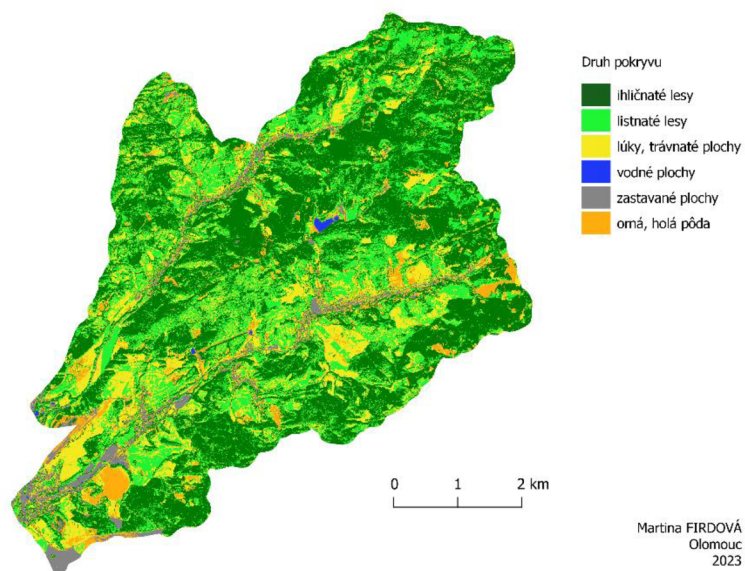 Druh pokryvu
ihličnaté lesy
listnaté lesy
lúky, trávnaté plochy
vodné plochy
zastavané plochy
orná, holá pôda
0 1 2 km
Martina FIRDOVÁ
Olomouc
2023